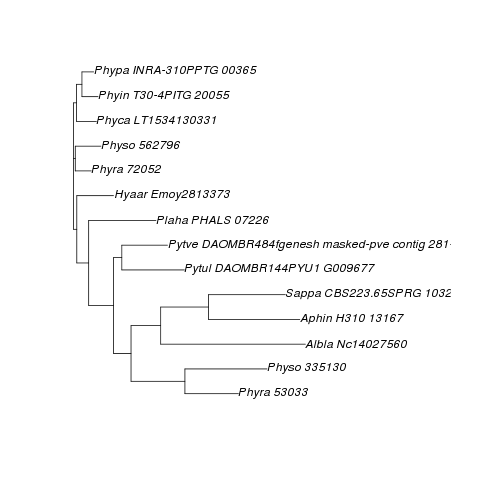 Phypa INRA-310PPTG 00365
Phyin T30-4PITG 20055
Phyca LT1534130331
Physo 562796
Phyra 72052
Hyaar Emoy2813373
Plaha PHALS 07226
Pytve DAOMBR484fgenesh masked-pve contig 281-
Pytul DAOMBR144PYU1 G009677
Sappa CBS223.65SPRG 1032
Aphin H310 13167
Albla Nc14027560
Physo 335130
Phyra 53033